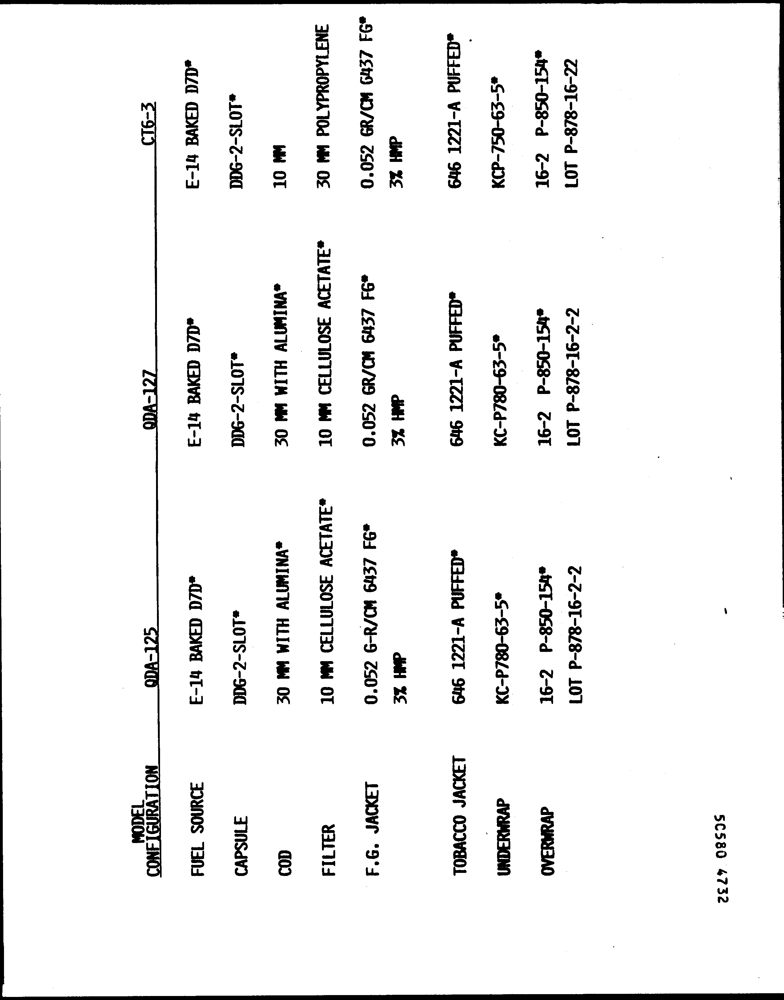 MODEL
CONFIGURATION QDA-125 QDA-127 CT6-3
FUEL SOURCE E-14 BAKED D7D* E-14 BAKED D7D* E-14 BAKED D7D*
CAPSULE DDG-2-SLOT* DDG-2-SLOT* DDG-2-SLOT*
COD 30 MM WITH ALUMINA* 30 MM WITH ALUMINA* 10 MM
FILTER 10 MM CELLULOSE ACETATE* 10 MM CELLULOSE ACETATE* 30 MM POLYPROPYLENE
F.G. JACKET 0.052 G-R/CM 6437 FG* 0.052 GR/CM 6437 FG* 0.052 GR/CM G437 FG*
3% HMP 3% HMP 3% HMP
TOBACCO JACKET 646 1221-A PUFFED* 646 1221-A PUFFED* 646 1221-A PUFFED*
UNDERWRAP KC-P780-63-5* KC-P780-63-5* KCP-750-63-5*
OVERWRAP 16-2 P-850-154* 16-2 P-850-154* 16-2 P-850-154*
LOT P-878-16-2-2 LOT P-878-16-2-2 LOT P-878-16-22
50580 4732